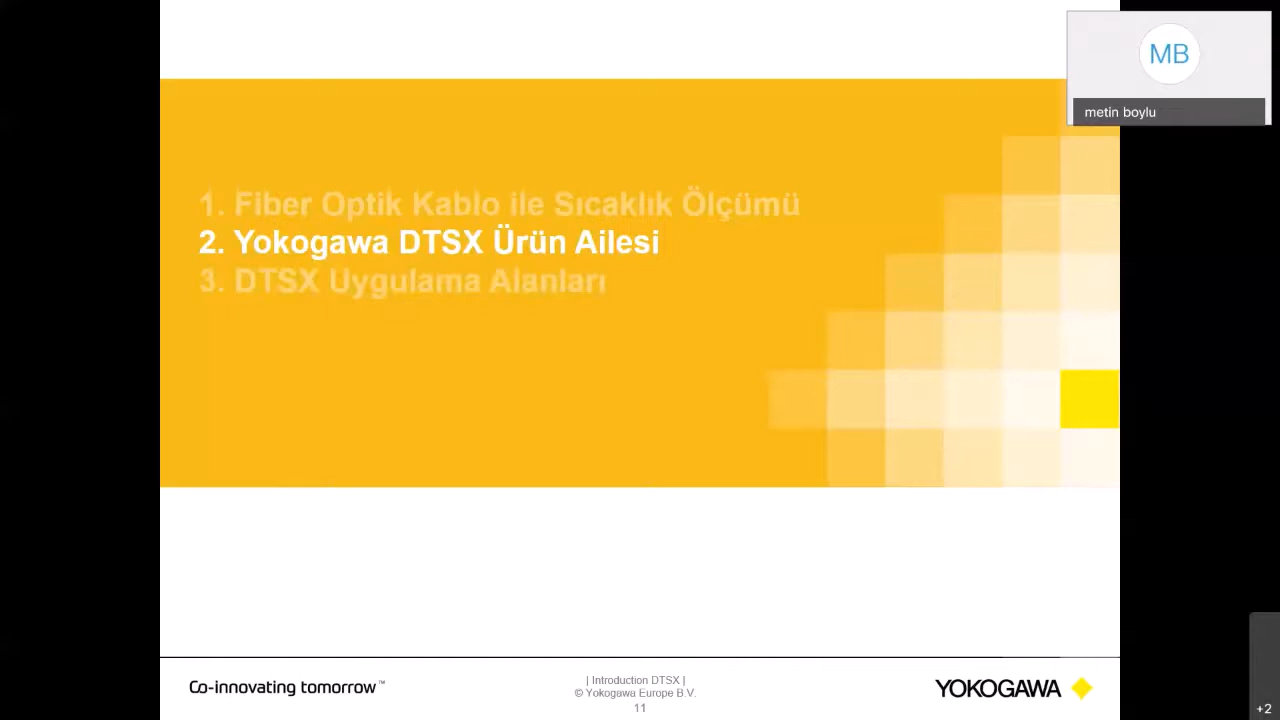 MB
metin boylu
1. Fiber Optik Kablo ile Sıcaklık Ölçümü
2. Yokogawa DTSX Ürün Ailesi
3. DTSX Uygulama Alanları
Co-innovating tomorrow™
| Introduction DTSX |
© Yokogawa Europe B.V.
11
YOKOGAWA
+2